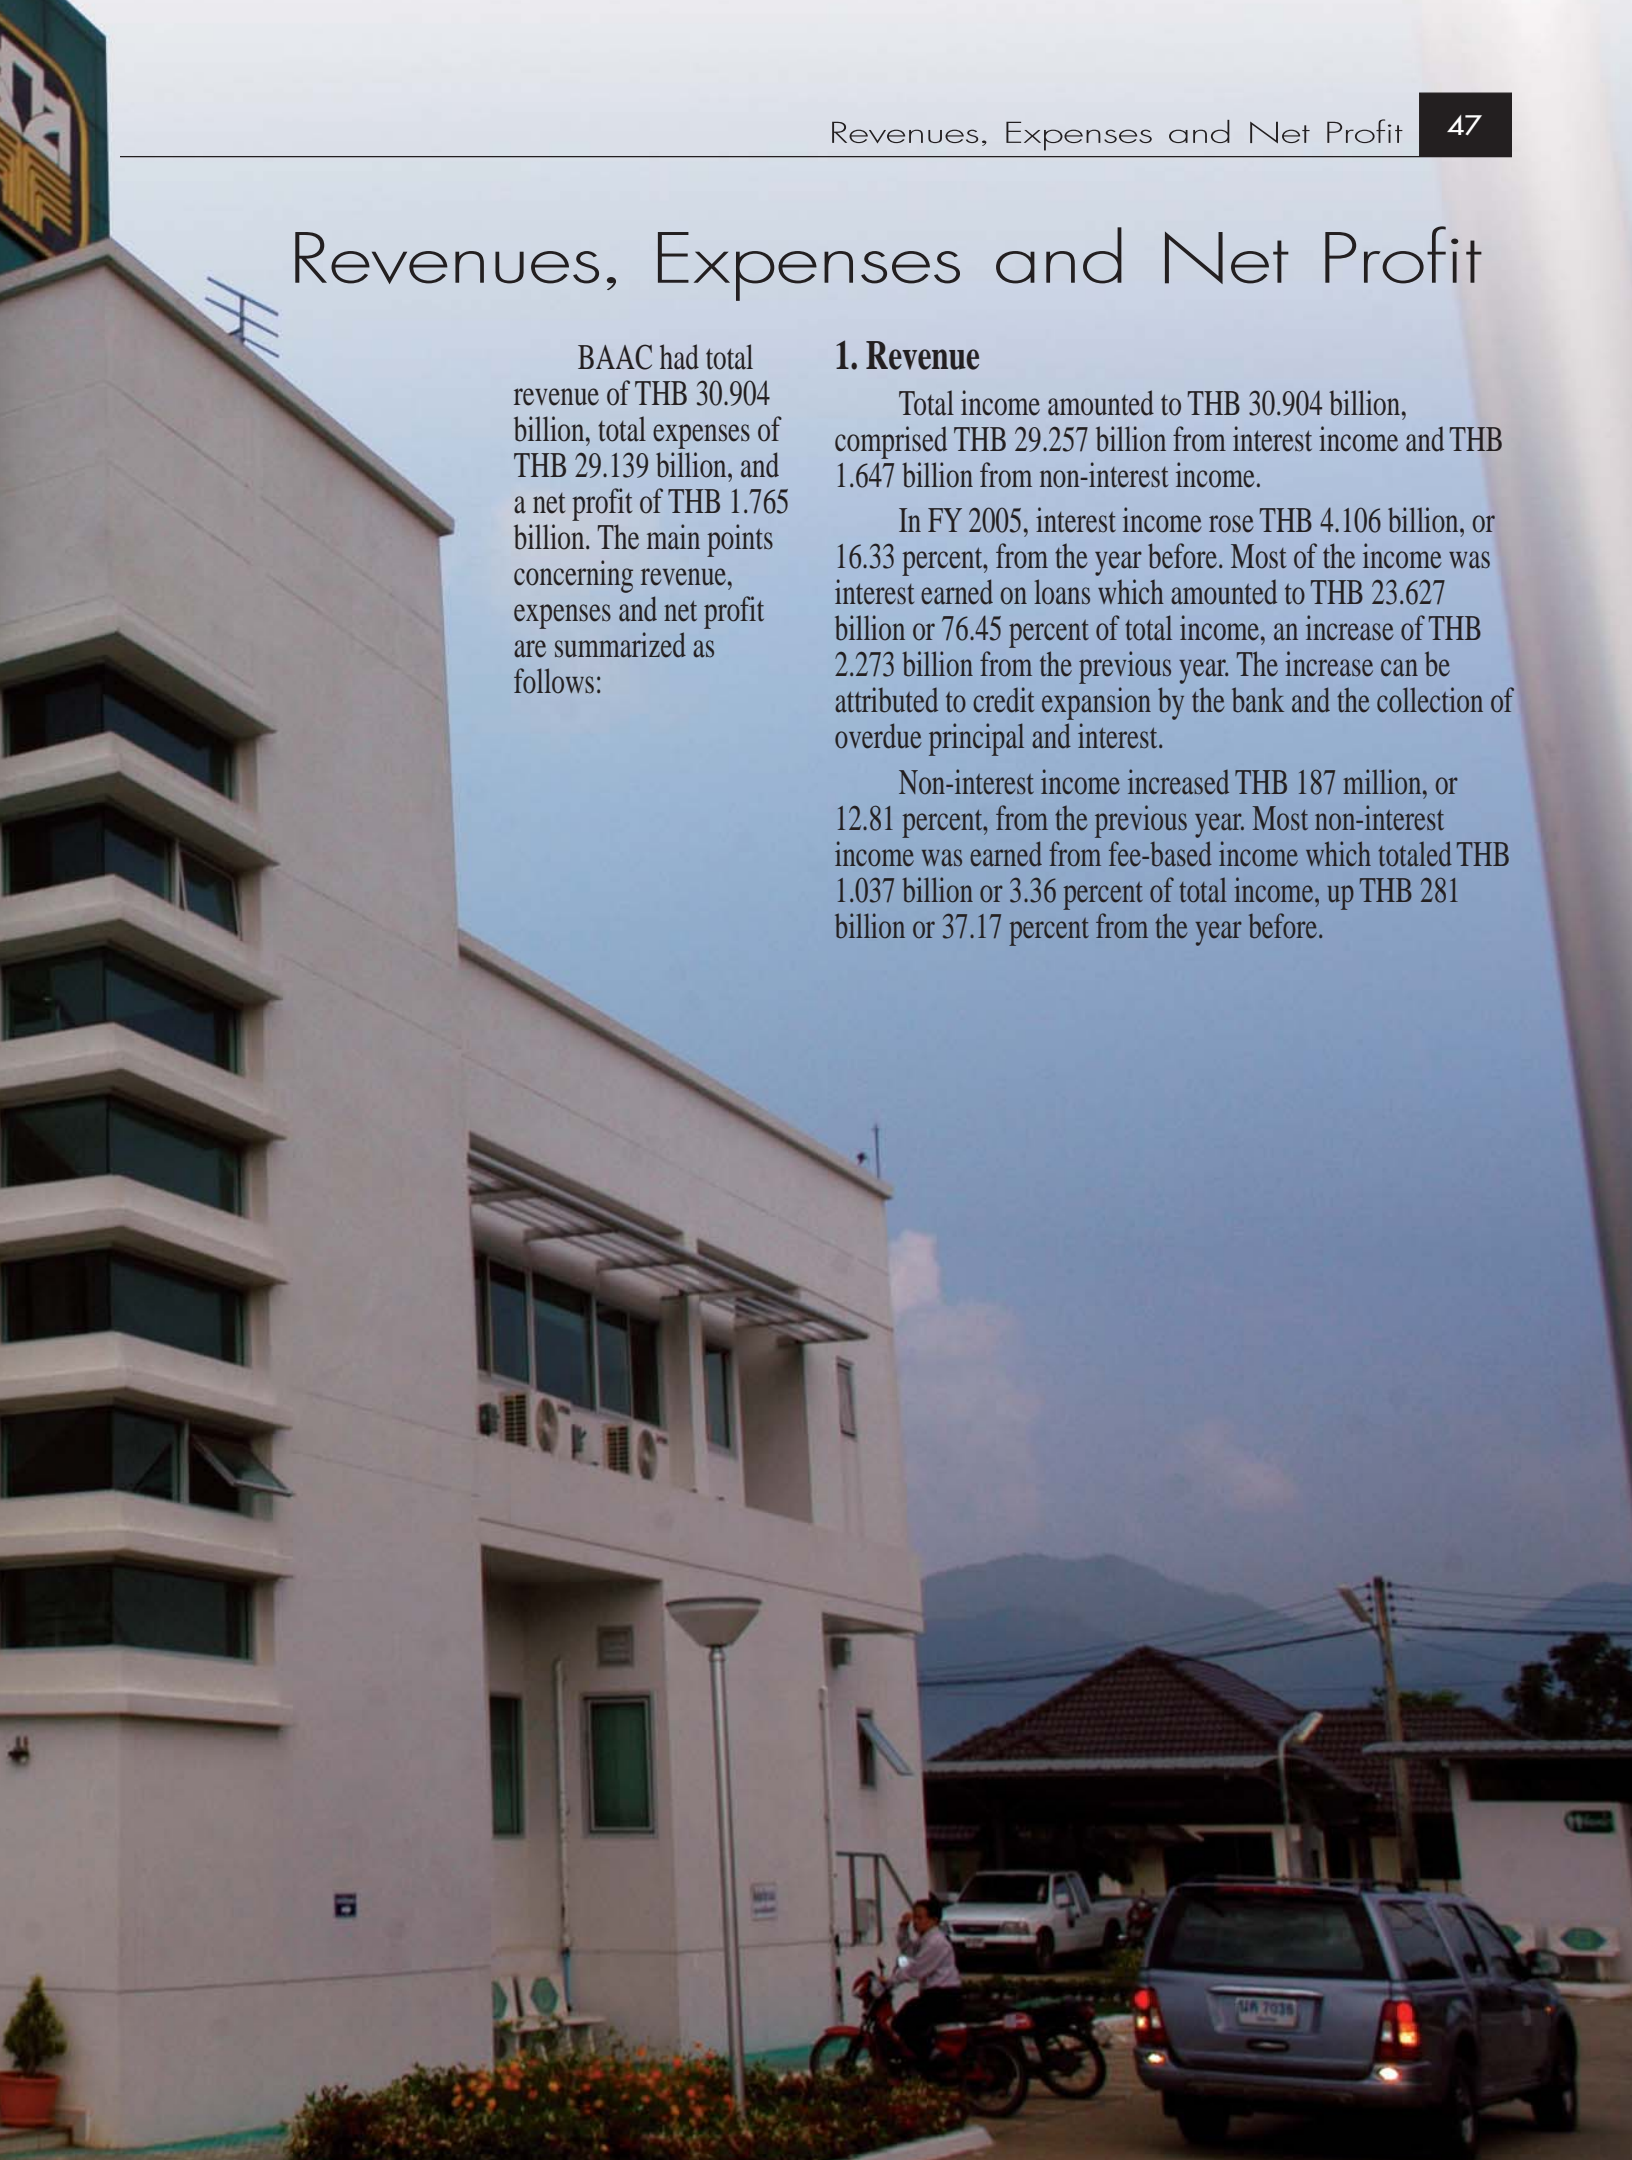 Revenues, Expenses and Net Profit 47
Revenues, Expenses and Net Profit
BAAC had total
revenue of THB 30.904
billion, total expenses of
THB 29.139 billion, and
a net profit of THB 1.765
billion. The main points
concerning revenue,
expenses and net profit
are summarized as
follows:
1. Revenue
Total income amounted to THB 30.904 billion,
comprised THB 29.257 billion from interest income and THB
1.647 billion from non-interest income.
In FY 2005, interest income rose THB 4.106 billion, or
16.33 percent, from the year before. Most of the income was
interest earned on loans which amounted to THB 23.627
billion or 76.45 percent of total income, an increase of THB
2.273 billion from the previous year. The increase can be
attributed to credit expansion by the bank and the collection of
overdue principal and interest.
Non-interest income increased THB 187 million, or
12.81 percent, from the previous year. Most non-interest
income was earned from fee-based income which totaled THB
1.037 billion or 3.36 percent of total income, up THB 281
billion or 37.17 percent from the year before.